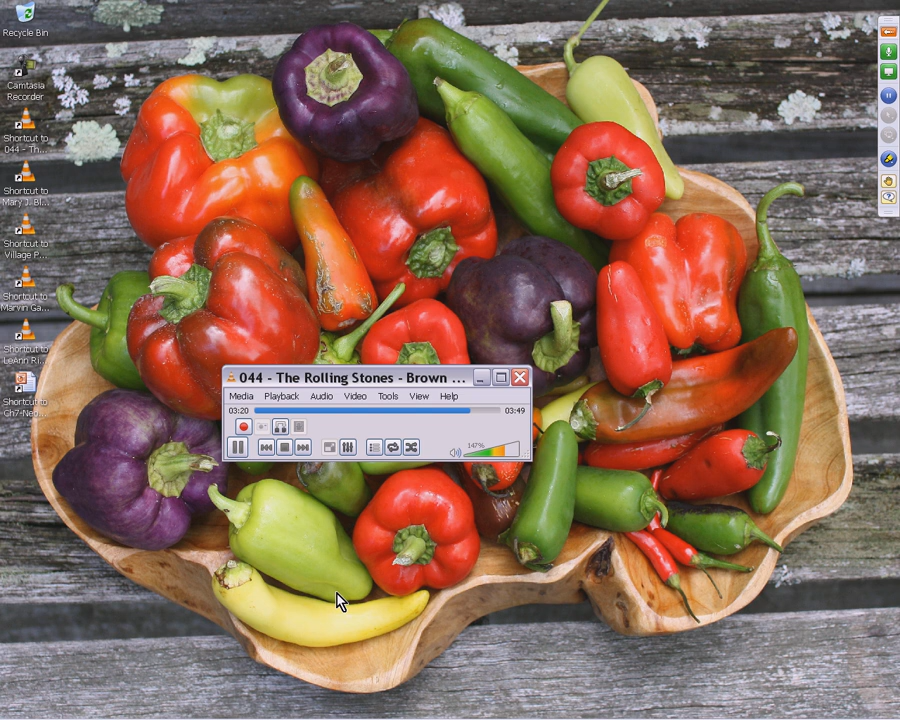 Recycle Bin
Camtasia
Recorder
Shortcut to
044 - Th...
Shortcut to
Mary J. Bl...
Shortcut to
Village P...
Shortcut to
Marvin Ga...
Shortcut to
LeAnn Ri...
Shortcut to
Ch7-Neo...
044 - The Rolling Stones - Brown ...
Media Playback Audio Video Tools View Help
03:20 03:49
147%